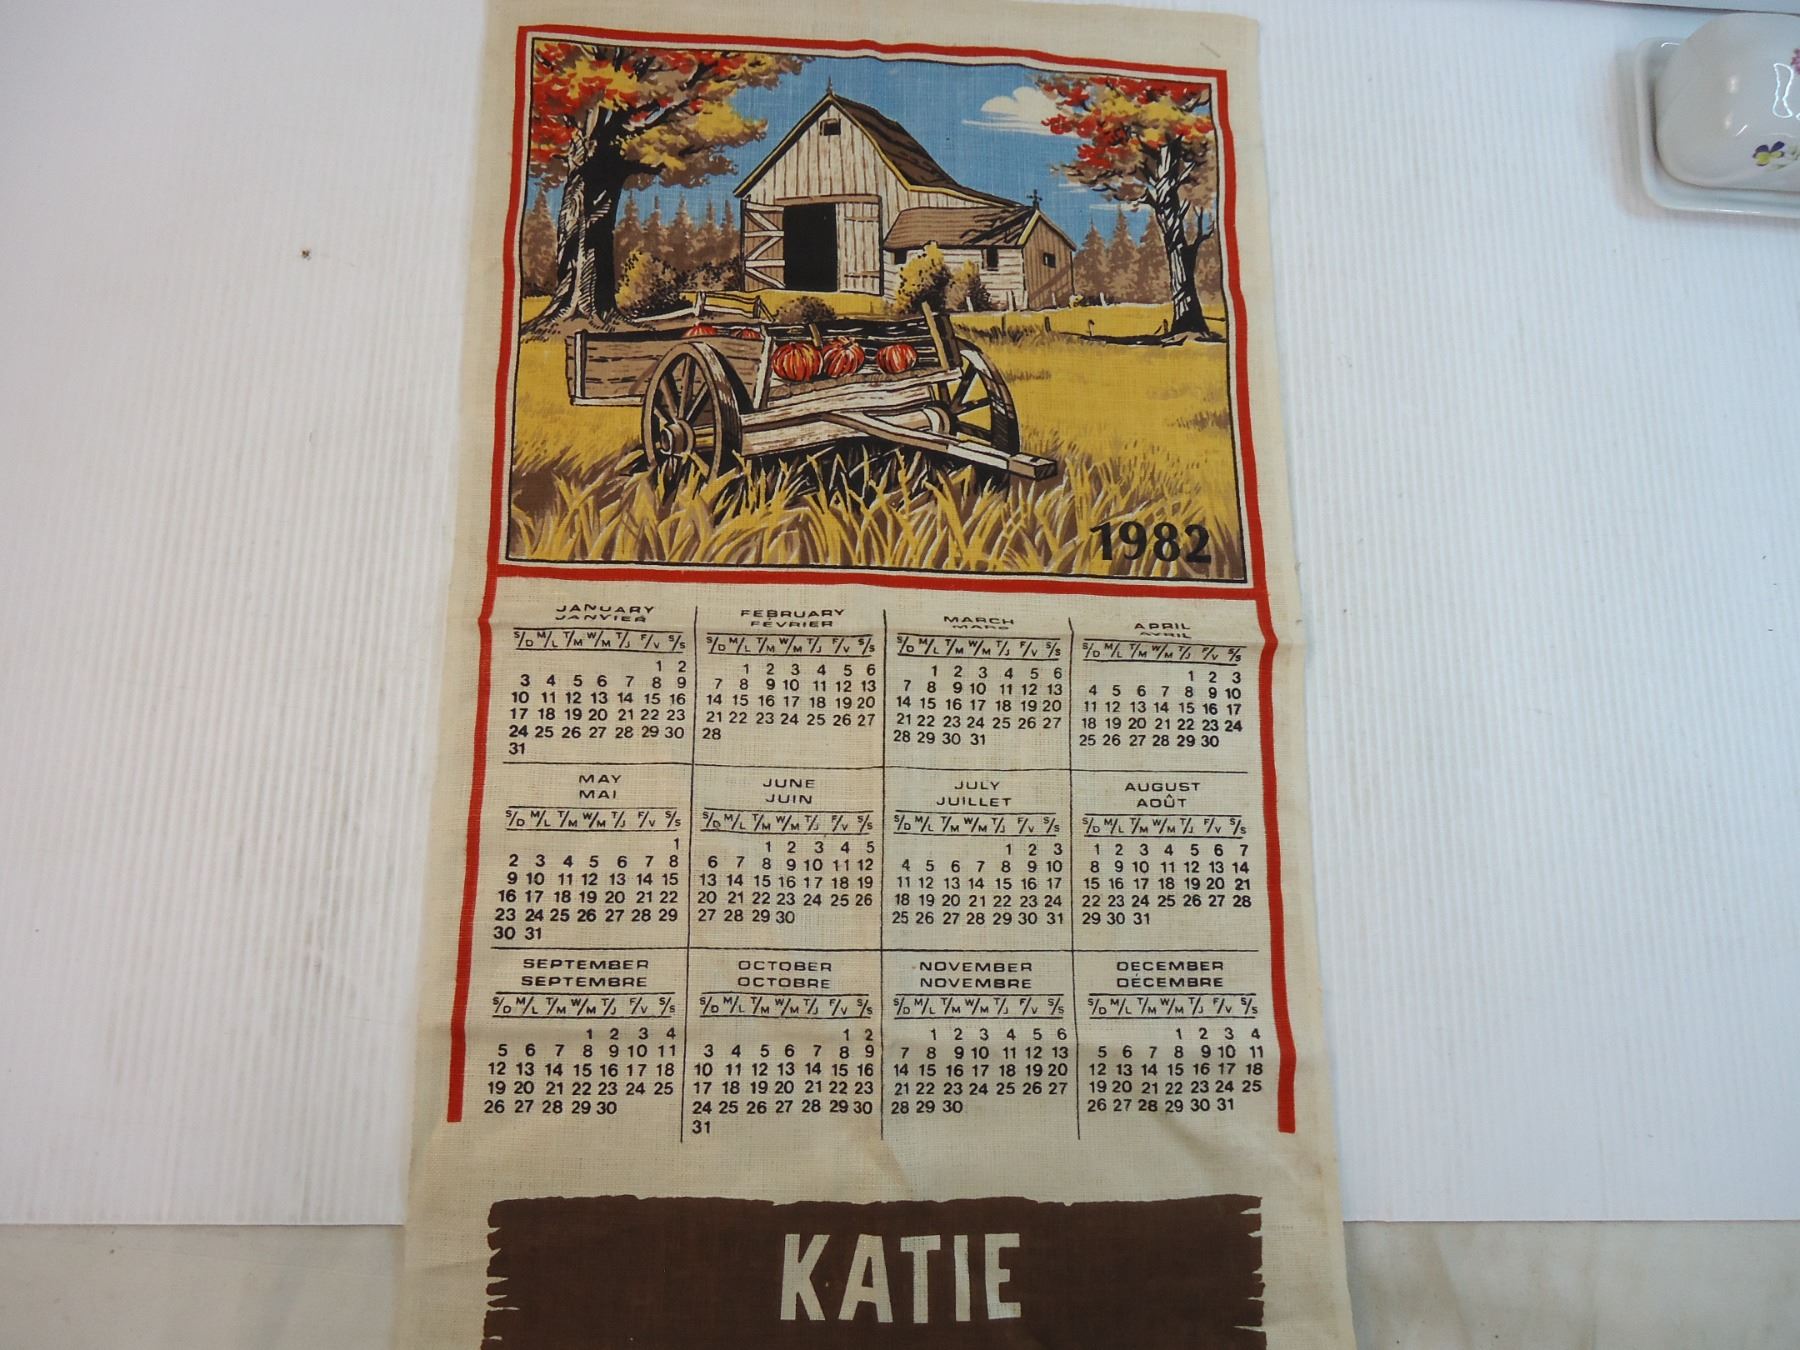 1982
JANUARY
JANVIER
S/D M/L T/M W/M T/J F/V S/S
1 2
3 4 5 6 7 8 9
10 11 12 13 14 15 16
17 18 19 20 21 22 23
24 25 26 27 28 29 30
31
FEBRUARY
FÉVRIER
S/D M/L T/M W/M T/J F/V S/S
1 2 3 4 5 6
7 8 9 10 11 12 13
14 15 16 17 18 19 20
21 22 23 24 25 26 27
28
MARCH
MARS
S/D M/L T/M W/M T/J F/V S/S
1 2 3 4 5 6
7 8 9 10 11 12 13
14 15 16 17 18 19 20
21 22 23 24 25 26 27
28 29 30 31
APRIL
AVRIL
S/D M/L T/M W/M T/J F/V S/S
1 2 3
4 5 6 7 8 9 10
11 12 13 14 15 16 17
18 19 20 21 22 23 24
25 26 27 28 29 30
MAY
MAI
S/D M/L T/M W/M T/J F/V S/S
1
2 3 4 5 6 7 8
9 10 11 12 13 14 15
16 17 18 19 20 21 22
23 24 25 26 27 28 29
30 31
JUNE
JUIN
S/D M/L T/M W/M T/J F/V S/S
1 2 3 4 5
6 7 8 9 10 11 12
13 14 15 16 17 18 19
20 21 22 23 24 25 26
27 28 29 30
JULY
JUILLET
S/D M/L T/M W/M T/J F/V S/S
1 2 3
4 5 6 7 8 9 10
11 12 13 14 15 16 17
18 19 20 21 22 23 24
25 26 27 28 29 30 31
AUGUST
AOÛT
S/D M/L T/M W/M T/J F/V S/S
1 2 3 4 5 6 7
8 9 10 11 12 13 14
15 16 17 18 19 20 21
22 23 24 25 26 27 28
29 30 31
SEPTEMBER
SEPTEMBRE
S/D M/L T/M W/M T/J F/V S/S
1 2 3 4
5 6 7 8 9 10 11
12 13 14 15 16 17 18
19 20 21 22 23 24 25
26 27 28 29 30
OCTOBER
OCTOBRE
S/D M/L T/M W/M T/J F/V S/S
1 2
3 4 5 6 7 8 9
10 11 12 13 14 15 16
17 18 19 20 21 22 23
24 25 26 27 28 29 30
31
NOVEMBER
NOVEMBRE
S/D M/L T/M W/M T/J F/V S/S
1 2 3 4 5 6
7 8 9 10 11 12 13
14 15 16 17 18 19 20
21 22 23 24 25 26 27
28 29 30
DECEMBER
DÉCEMBRE
S/D M/L T/M W/M T/J F/V S/S
1 2 3 4
5 6 7 8 9 10 11
12 13 14 15 16 17 18
19 20 21 22 23 24 25
26 27 28 29 30 31
KATIE